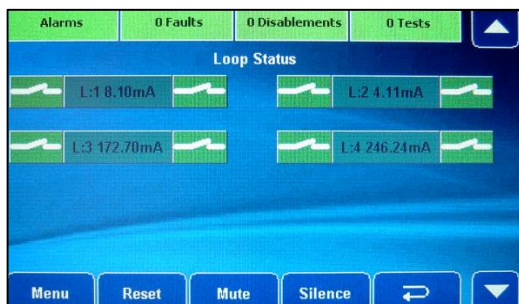 Alarms 0 Faults 0 Disablements 0 Tests
Loop Status
L:1 8.10mA L:2 4.11mA
L:3 172.70mA L:4 246.24mA
Menu Reset Mute Silence